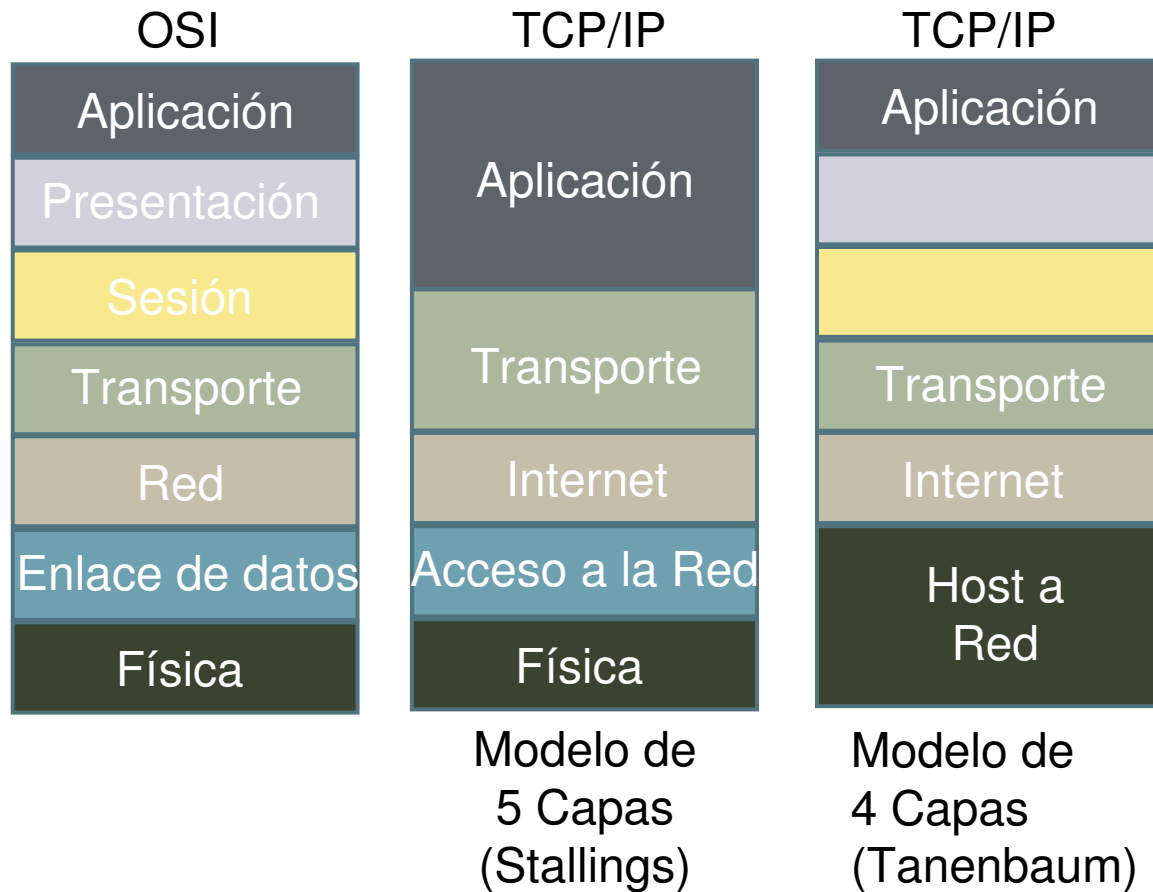 OSI
Aplicación
Presentación
Sesión
Transporte
Red
Enlace de datos
Física
TCP/IP
Aplicación
Transporte
Internet
Acceso a la Red
Física
Modelo de
5 Capas
(Stallings)
TCP/IP
Aplicación
Transporte
Internet
Host a
Red
Modelo de
4 Capas
(Tanenbaum)